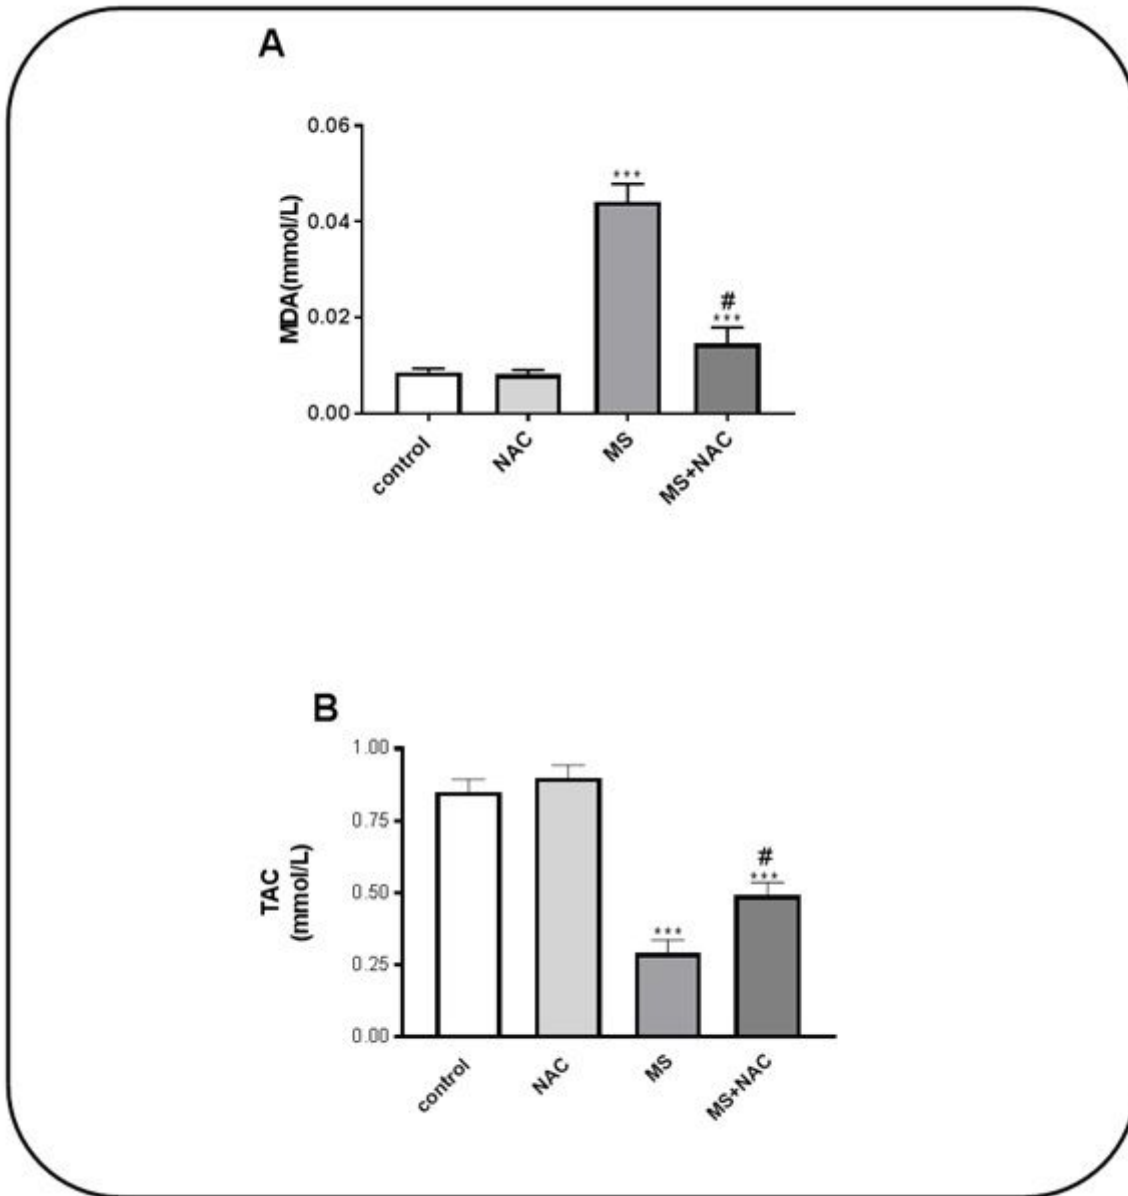 A
MDA(mmol/L)
0.06
0.04
0.02
0.00
***
#
***
control
NAC
MS
MS+NAC
B
TAC
(mmol/L)
1.00
0.75
0.50
0.25
0.00
***
#
***
control
NAC
MS
MS+NAC